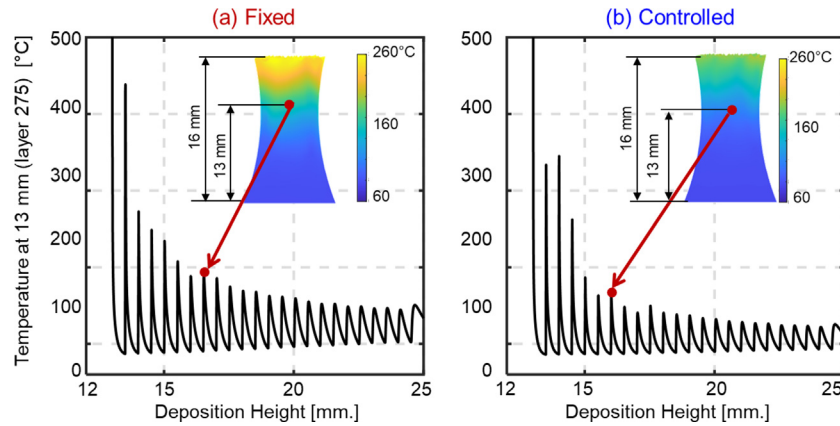 (a) Fixed
(b) Controlled
Temperature at 13 mm (layer 275) [°C]
500
400
300
200
100
0
12
15
20
25
Deposition Height [mm.]
16 mm
13 mm
260°C
160
60
500
400
300
200
100
0
12
15
20
25
Deposition Height [mm.]
16 mm
13 mm
260°C
160
60